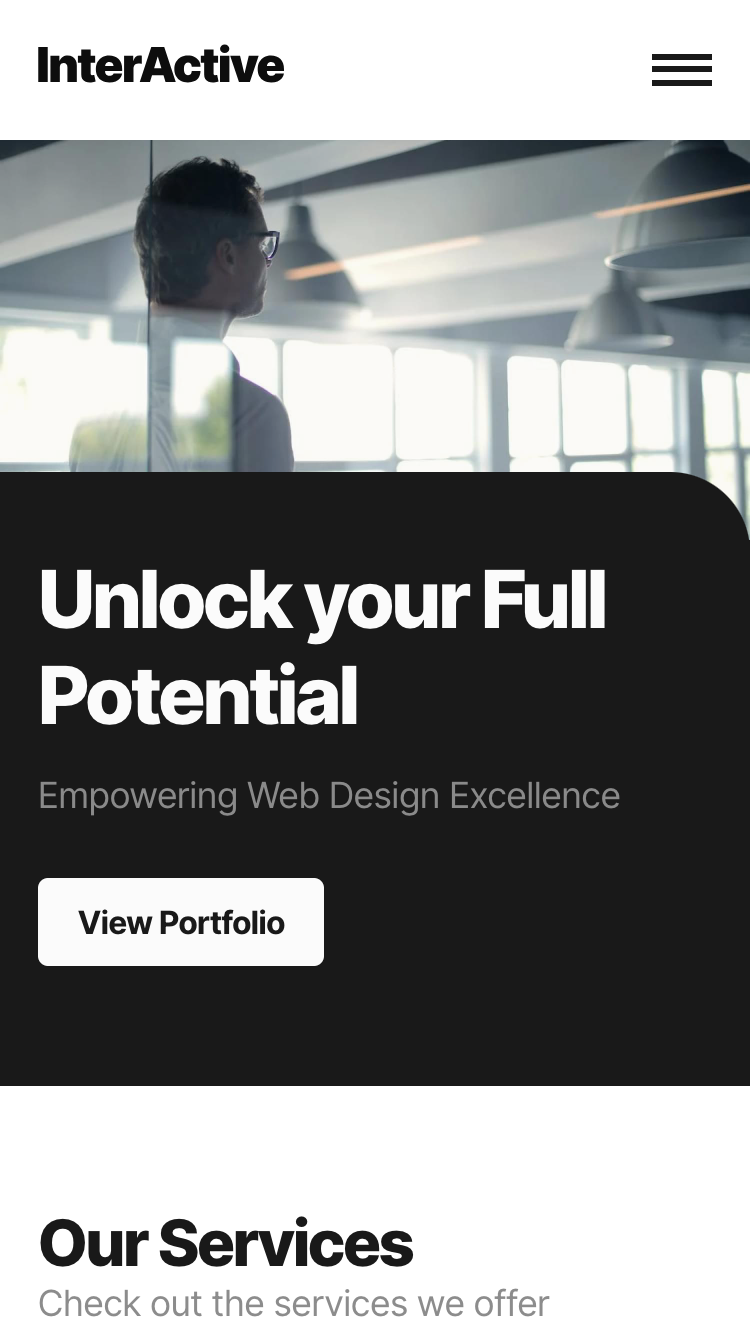 InterActive
Unlock your Full
Potential
Empowering Web Design Excellence
View Portfolio
Our Services
Check out the services we offer